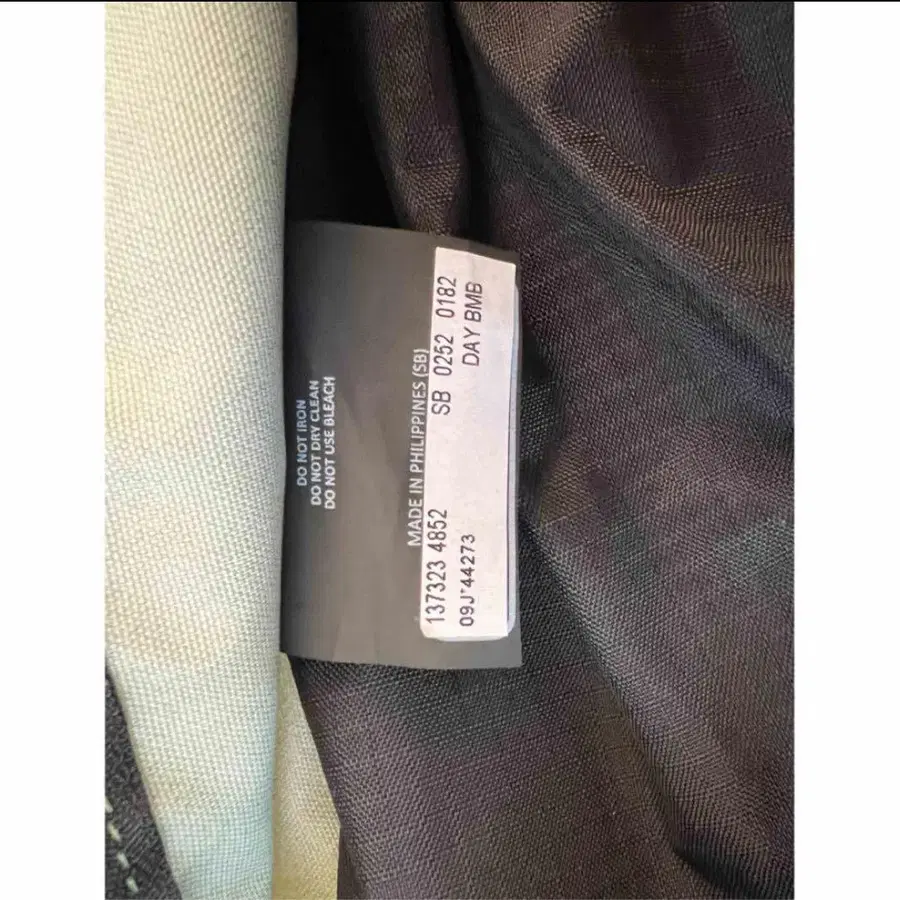 DO NOT IRON
DO NOT DRY CLEAN
DO NOT USE BLEACH
MADE IN PHILIPPINES (SB)
137323 4852 SB 0252 0182
09J*44273 DAY BMB